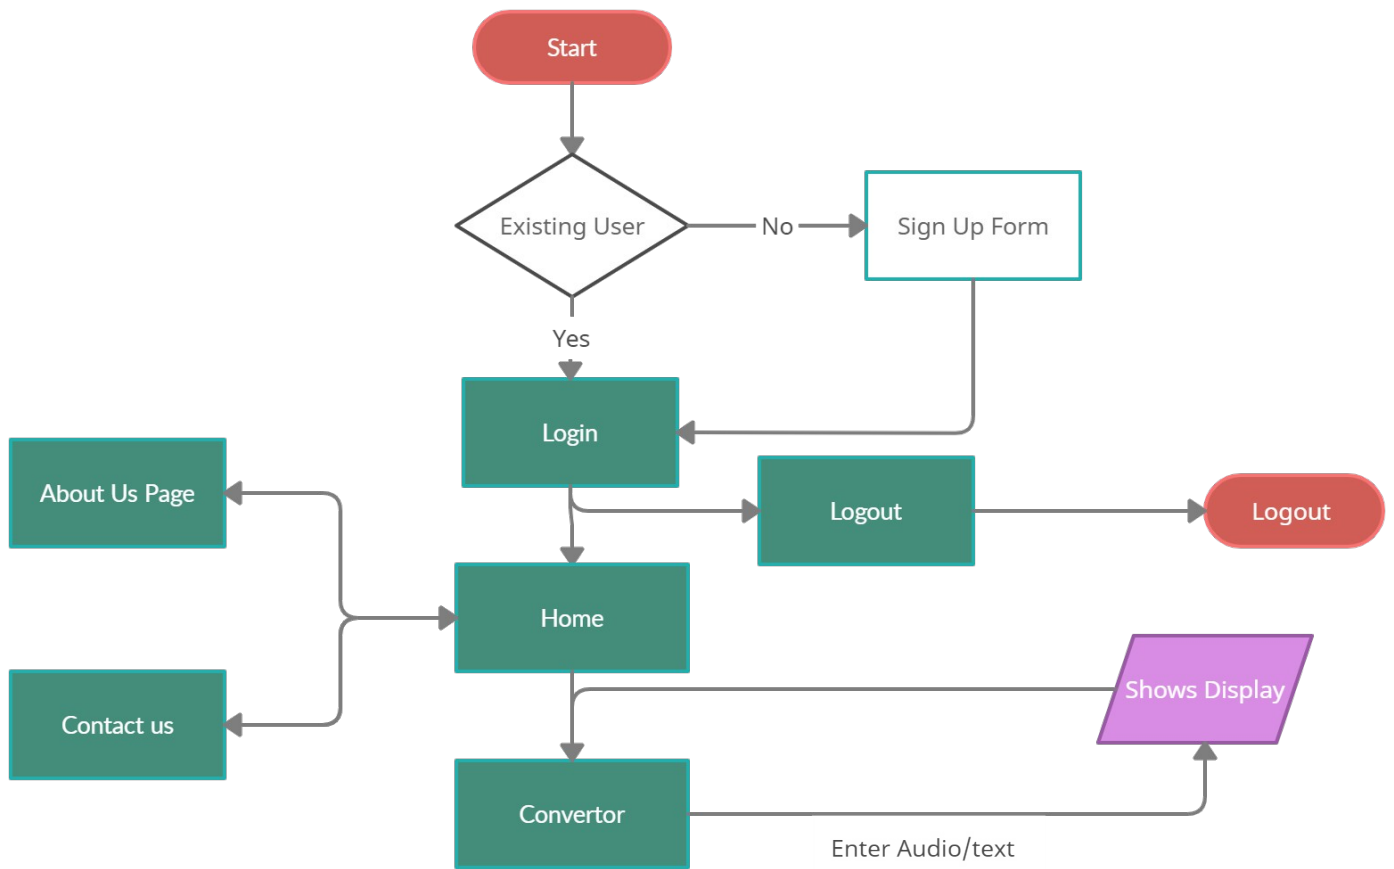 Start
Existing User
No
Sign Up Form
Yes
Login
About Us Page
Logout
Logout
Home
Shows Display
Contact us
Convertor
Enter Audio/text